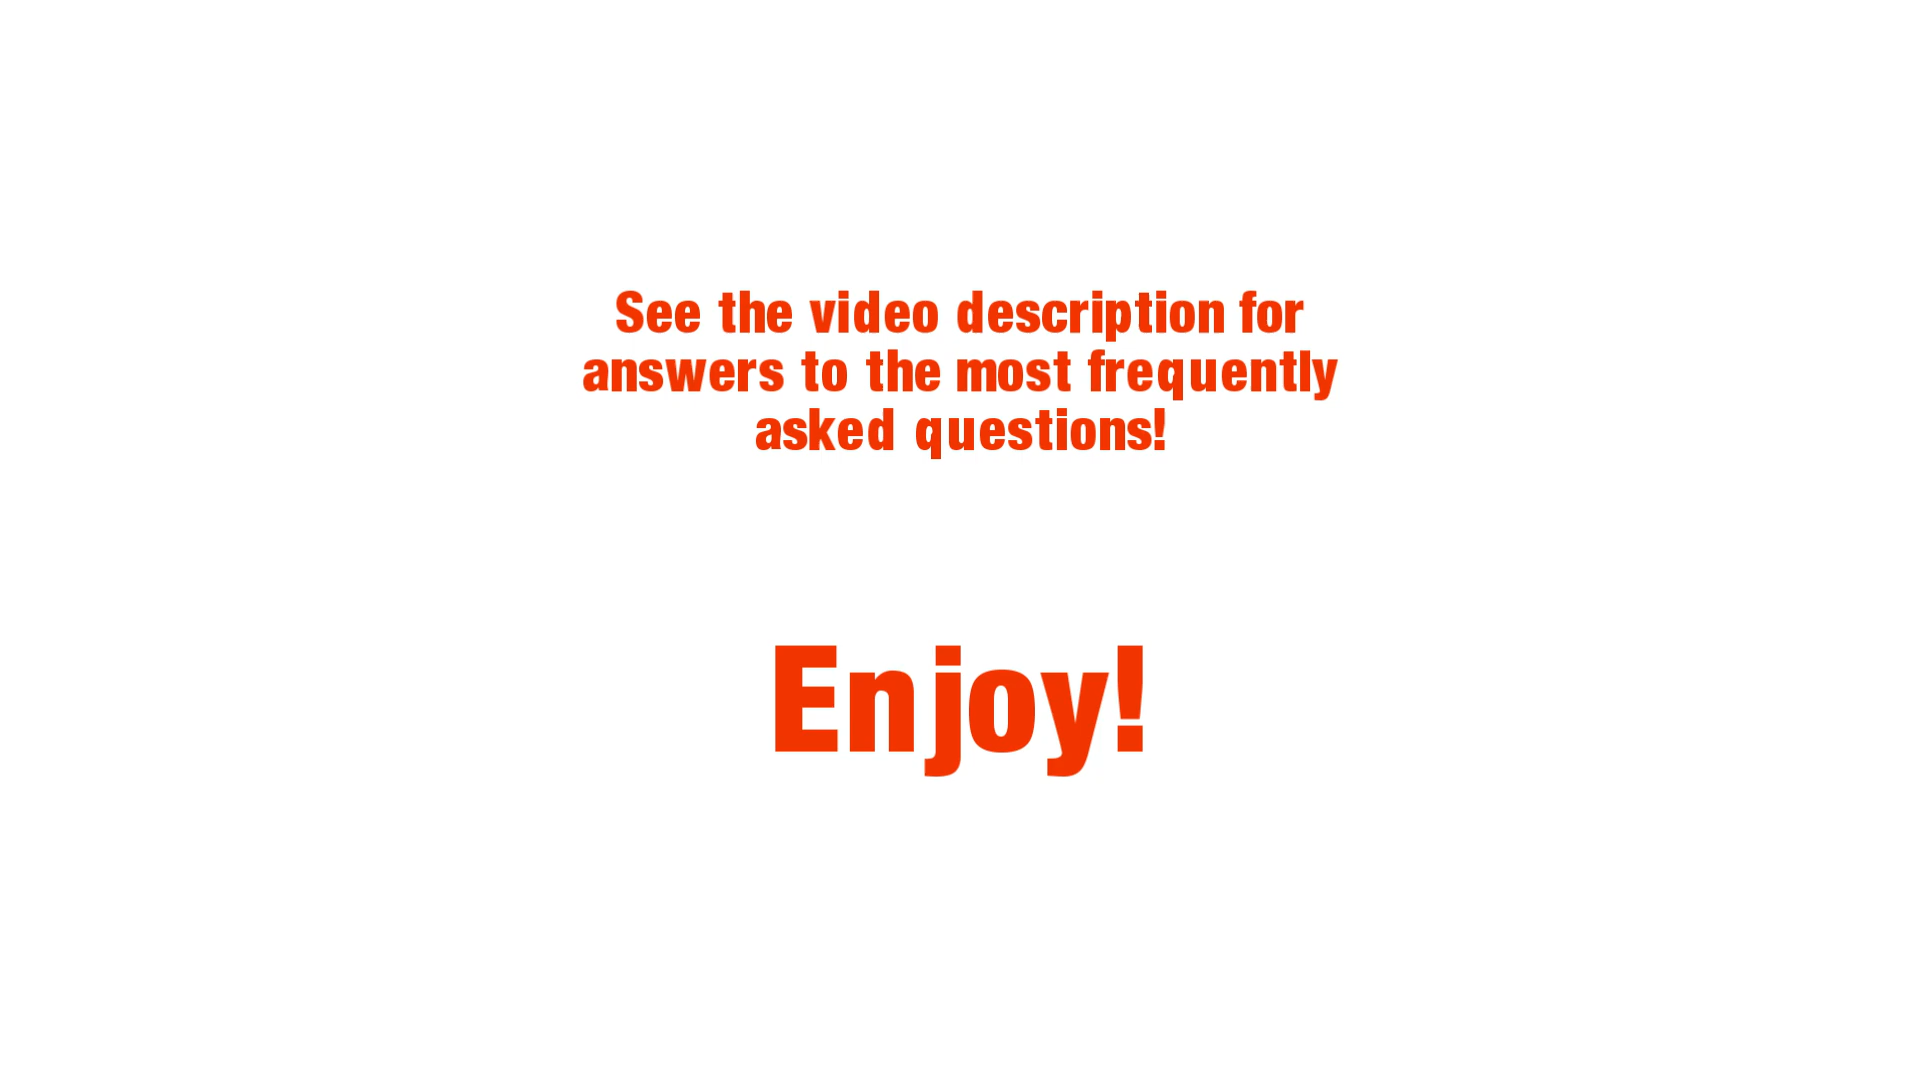 See the video description for
answers to the most frequently
asked questions!
Enjoy!